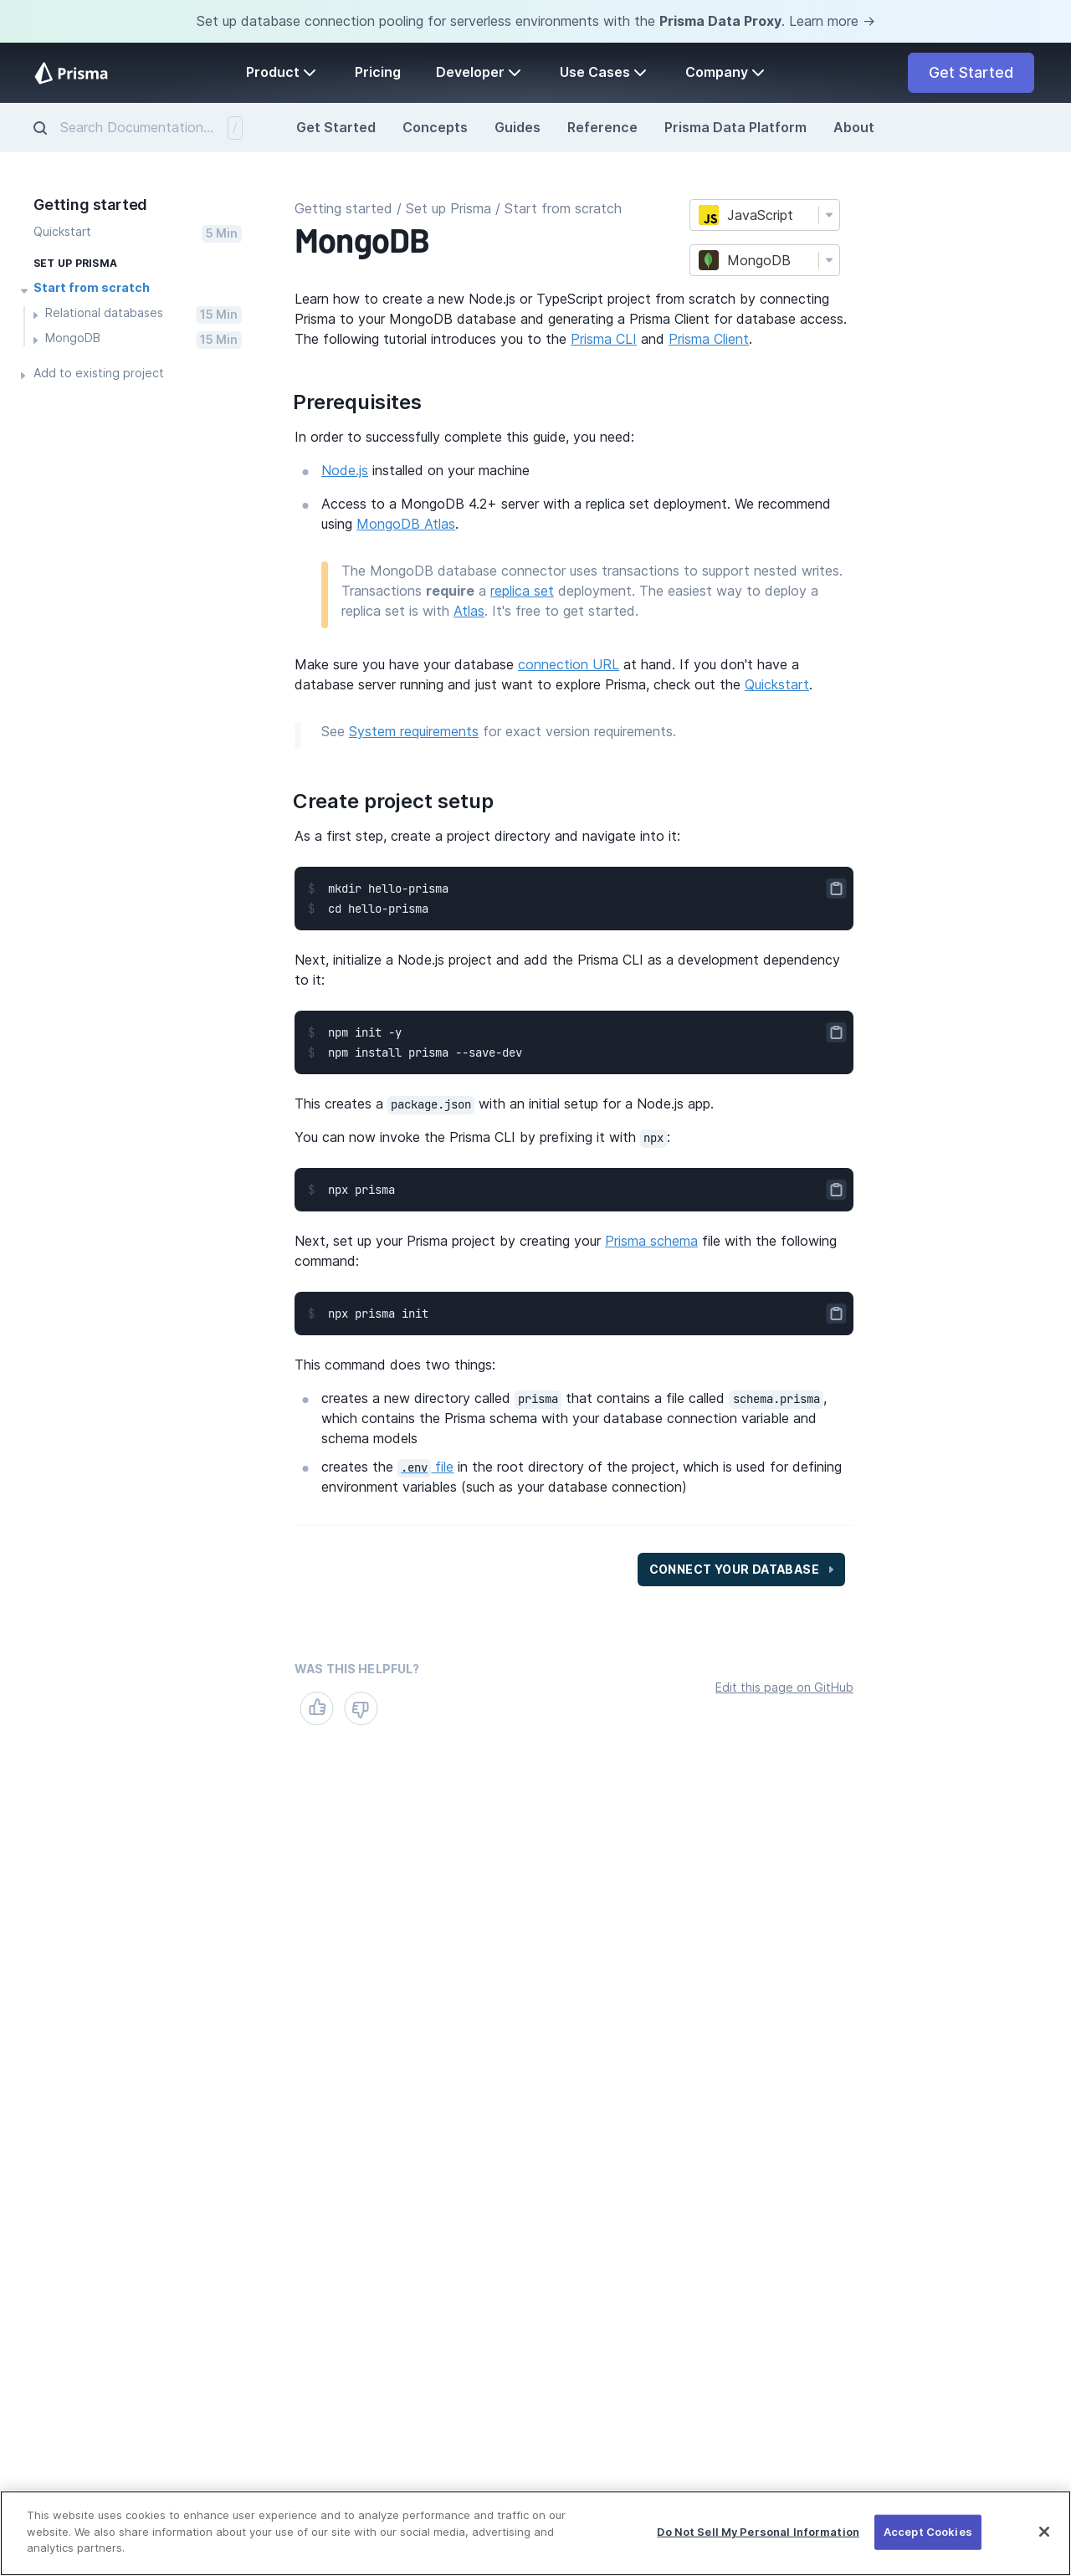 Set up database connection pooling for serverless environments with the Prisma Data Proxy. Learn more →
Prisma
Product
Pricing
Developer
Use Cases
Company
Get Started
Search Documentation...
/
Get Started
Concepts
Guides
Reference
Prisma Data Platform
About
Getting started
Quickstart
5 Min
SET UP PRISMA
Start from scratch
Relational databases
15 Min
MongoDB
15 Min
Add to existing project
Getting started / Set up Prisma / Start from scratch
MongoDB
JS JavaScript
MongoDB
Learn how to create a new Node.js or TypeScript project from scratch by connecting
Prisma to your MongoDB database and generating a Prisma Client for database access.
The following tutorial introduces you to the Prisma CLI and Prisma Client.
Prerequisites
In order to successfully complete this guide, you need:
Node.js installed on your machine
Access to a MongoDB 4.2+ server with a replica set deployment. We recommend
using MongoDB Atlas.
The MongoDB database connector uses transactions to support nested writes.
Transactions require a replica set deployment. The easiest way to deploy a
replica set is with Atlas. It's free to get started.
Make sure you have your database connection URL at hand. If you don't have a
database server running and just want to explore Prisma, check out the Quickstart.
See System requirements for exact version requirements.
Create project setup
As a first step, create a project directory and navigate into it:
$ mkdir hello-prisma
$ cd hello-prisma
Next, initialize a Node.js project and add the Prisma CLI as a development dependency
to it:
$ npm init -y
$ npm install prisma --save-dev
This creates a package.json with an initial setup for a Node.js app.
You can now invoke the Prisma CLI by prefixing it with npx:
$ npx prisma
Next, set up your Prisma project by creating your Prisma schema file with the following
command:
$ npx prisma init
This command does two things:
creates a new directory called prisma that contains a file called schema.prisma,
which contains the Prisma schema with your database connection variable and
schema models
creates the .env file in the root directory of the project, which is used for defining
environment variables (such as your database connection)
CONNECT YOUR DATABASE
WAS THIS HELPFUL?
Edit this page on GitHub
This website uses cookies to enhance user experience and to analyze performance and traffic on our
website. We also share information about your use of our site with our social media, advertising and
analytics partners.
Do Not Sell My Personal Information
Accept Cookies